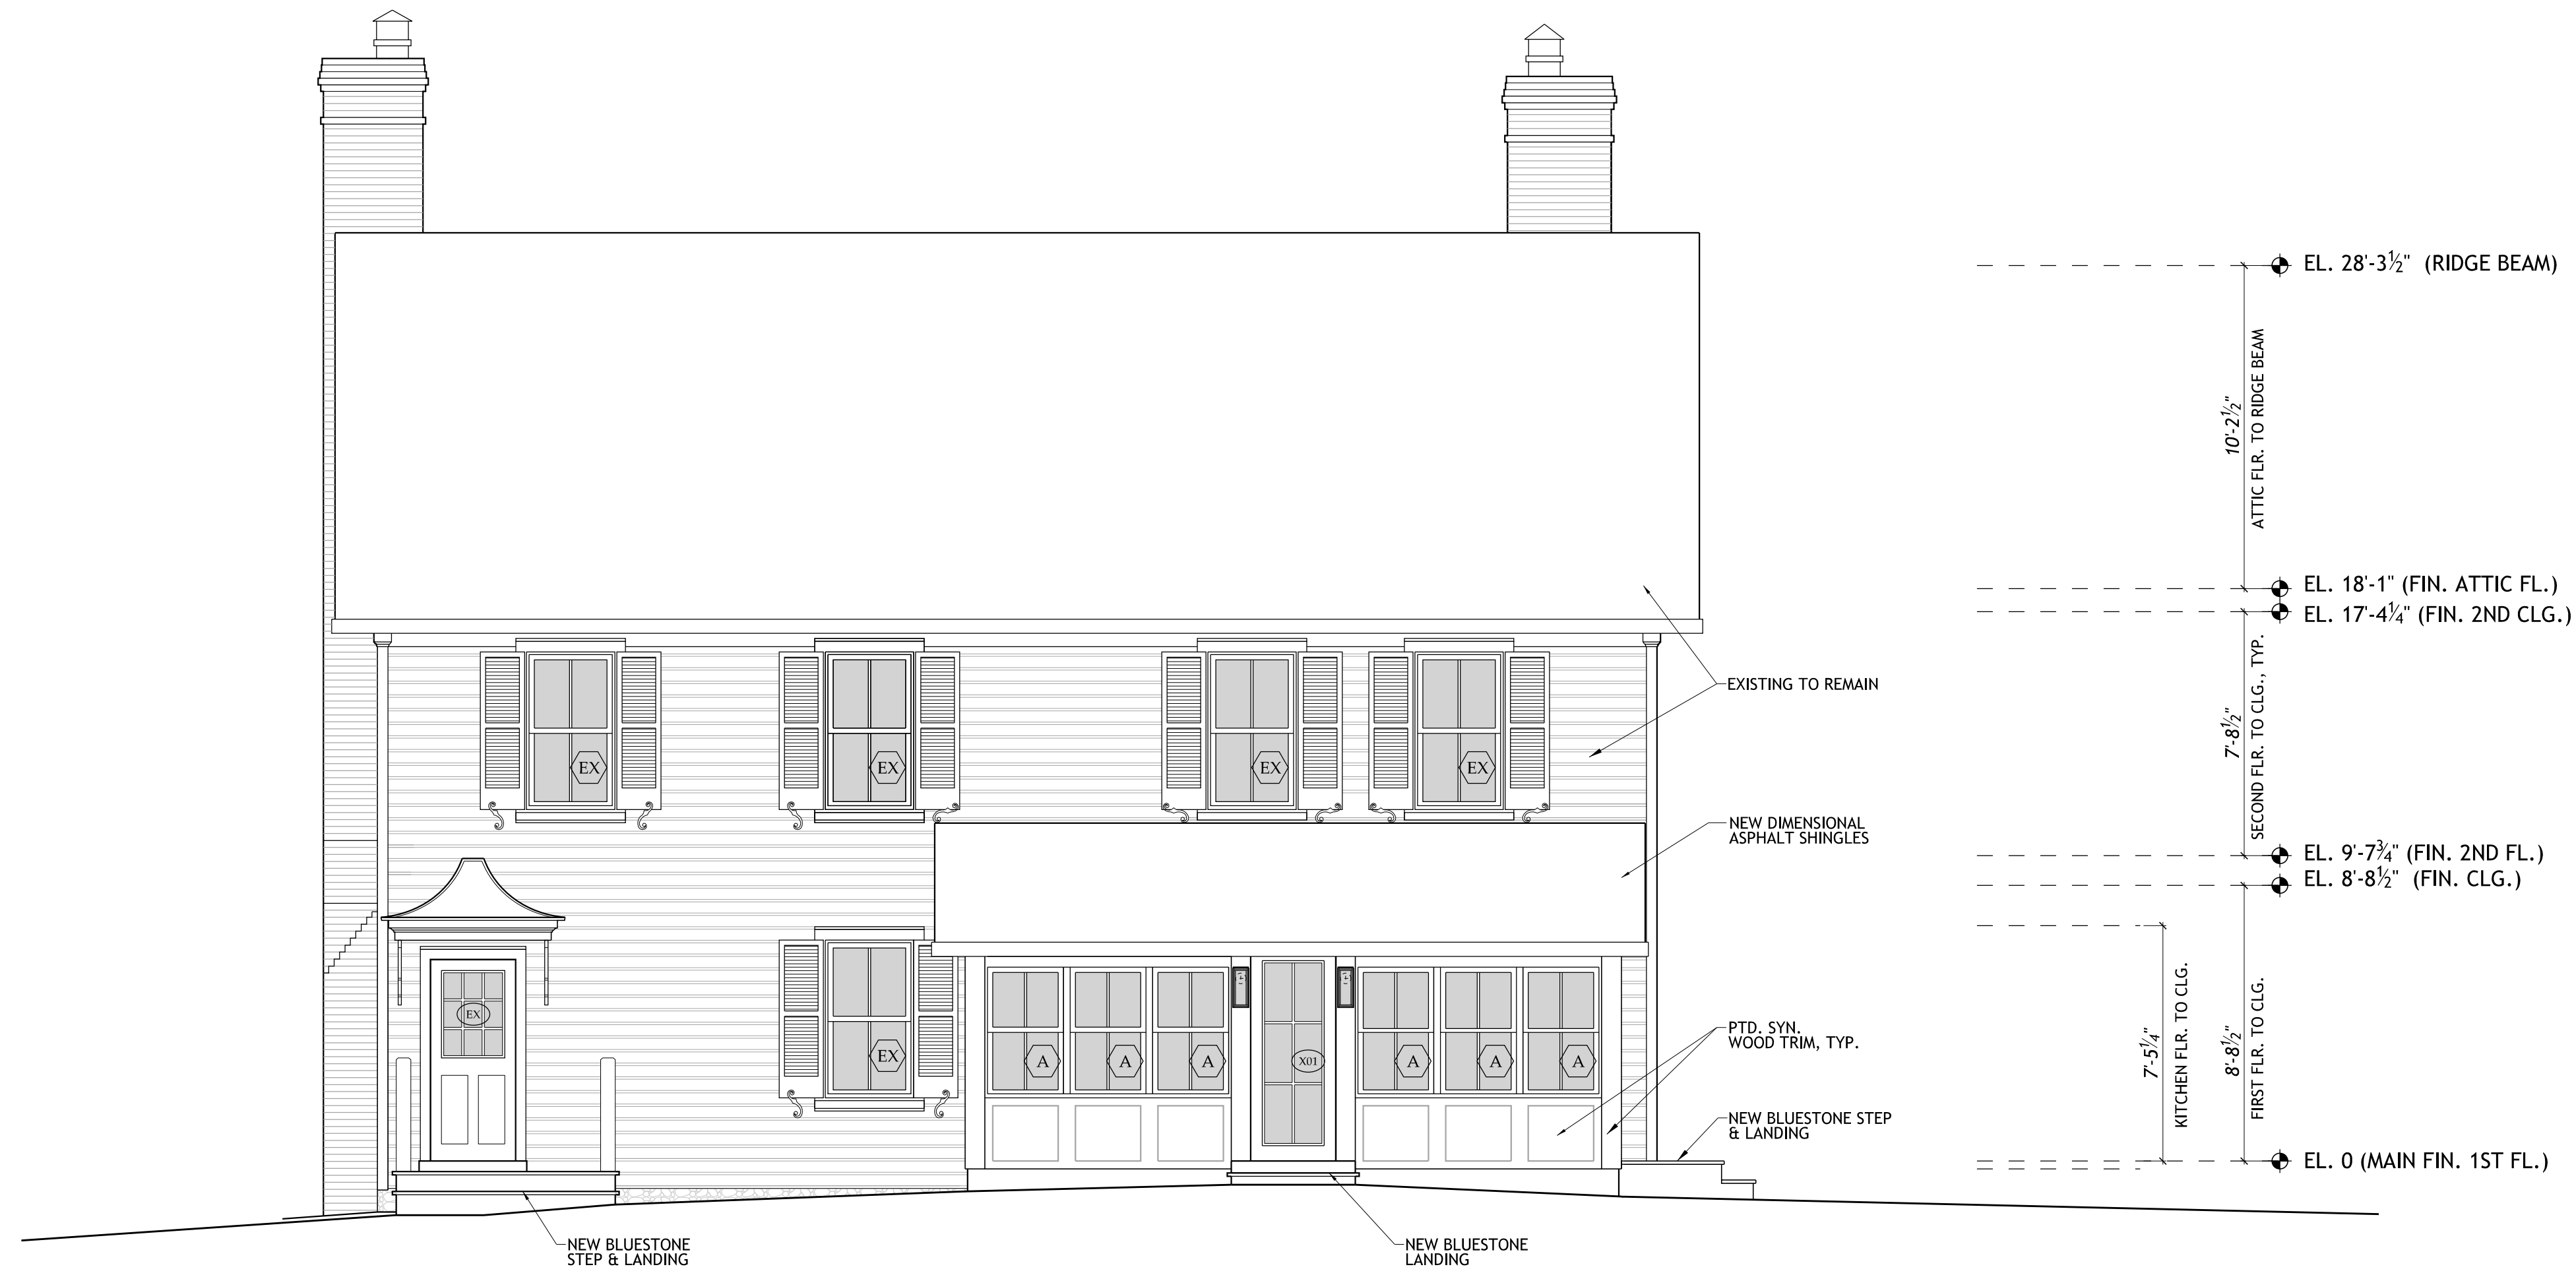 EL. 28'-3½" (RIDGE BEAM)
10'-2½"
ATTIC FLR. TO RIDGE BEAM
EL. 18'-1" (FIN. ATTIC FL.)
EL. 17'-4¼" (FIN. 2ND CLG.)
EXISTING TO REMAIN
7'-8½"
SECOND FLR. TO CLG., TYP.
EX
EX
EX
EX
NEW DIMENSIONAL
ASPHALT SHINGLES
EL. 9'-7¾" (FIN. 2ND FL.)
EL. 8'-8½" (FIN. CLG.)
EX
EX
A
A
A
X01
A
A
A
PTD. SYN.
WOOD TRIM, TYP.
7'-5¼"
KITCHEN FLR. TO CLG.
8'-8½"
FIRST FLR. TO CLG.
NEW BLUESTONE STEP
& LANDING
EL. 0 (MAIN FIN. 1ST FL.)
NEW BLUESTONE
STEP & LANDING
NEW BLUESTONE
LANDING